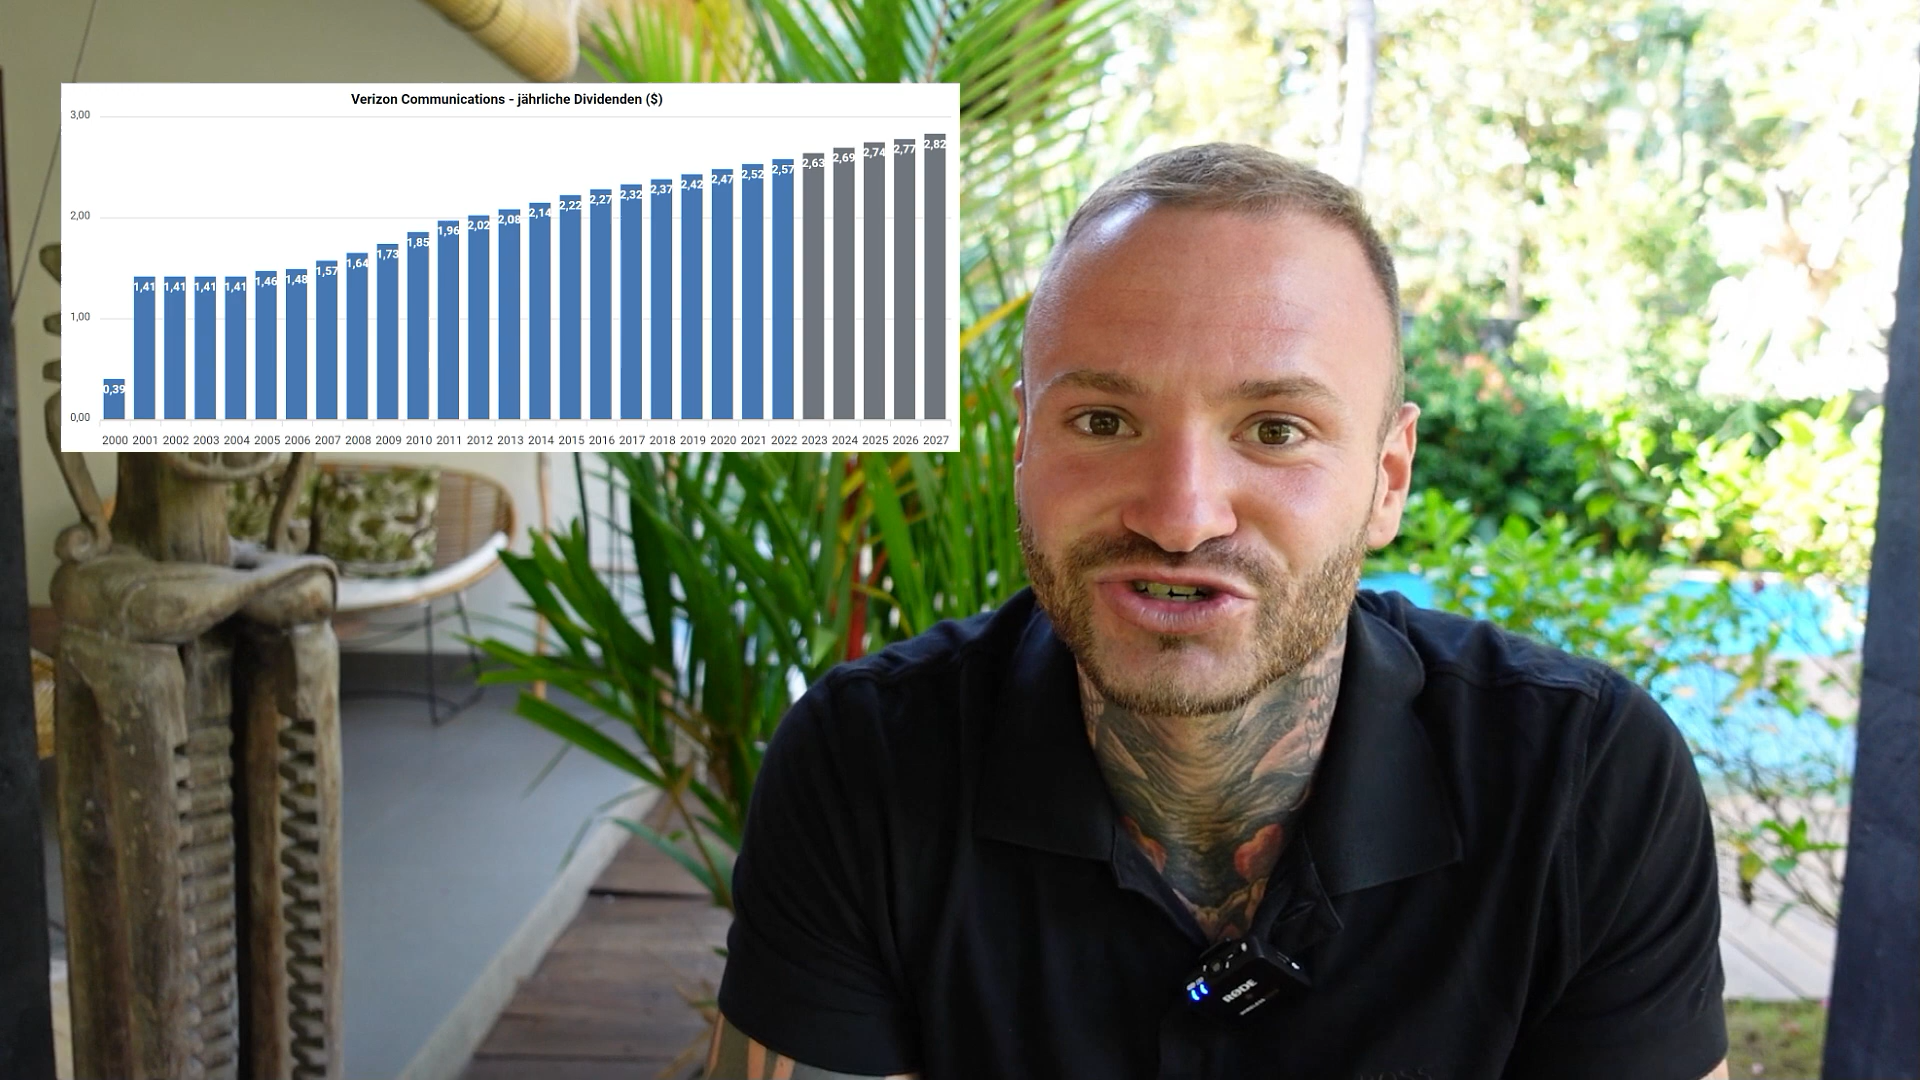 Verizon Communications - jährliche Dividenden ($)
3,00
2,00
1,00
0,00
0,39 1,41 1,41 1,41 1,41 1,46 1,48 1,57 1,64 1,73 1,85 1,96 2,02 2,08 2,14 2,22 2,27 2,32 2,37 2,42 2,47 2,52 2,57 2,63 2,69 2,74 2,77 2,82
2000 2001 2002 2003 2004 2005 2006 2007 2008 2009 2010 2011 2012 2013 2014 2015 2016 2017 2018 2019 2020 2021 2022 2023 2024 2025 2026 2027
RØDE